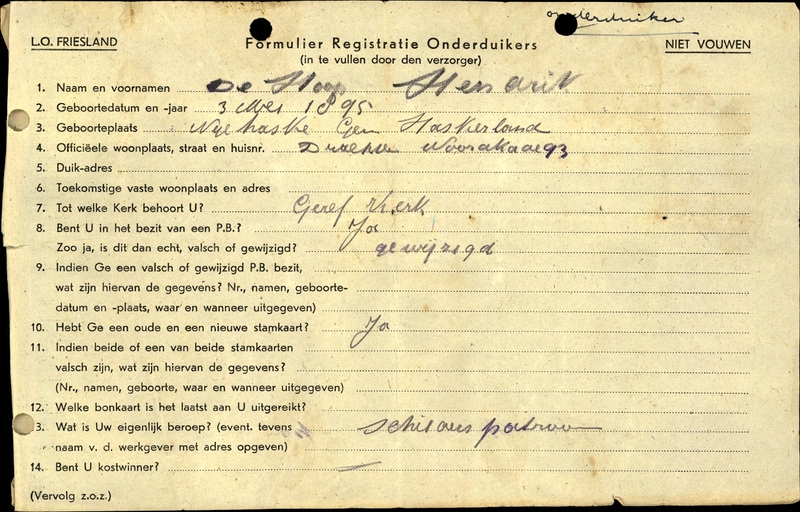 onderduiker
L.O. FRIESLAND
Formulier Registratie Onderduikers
NIET VOUWEN
(in te vullen door den verzorger)
1. Naam en voornamen De Hoop Hendrik
2. Geboortedatum en -jaar 3 Mei 1895
3. Geboorteplaats Nijehaske Gem Haskerland
4. Officiëele woonplaats, straat en huisnr. Noordkade 93
5. Duik-adres
6. Toekomstige vaste woonplaats en adres
7. Tot welke Kerk behoort U? Geref Kerk
8. Bent U in het bezit van een P.B.? Ja
Zoo ja, is dit dan echt, valsch of gewijzigd? gewijzigd
9. Indien Ge een valsch of gewijzigd P.B. bezit,
wat zijn hiervan de gegevens? Nr., namen, geboorte-
datum en -plaats, waar en wanneer uitgegeven)
10. Hebt Ge een oude en een nieuwe stamkaart? Ja
11. Indien beide of een van beide stamkaarten
valsch zijn, wat zijn hiervan de gegevens?
(Nr., namen, geboorte, waar en wanneer uitgegeven)
12. Welke bonkaart is het laatst aan U uitgereikt?
3. Wat is Uw eigenlijk beroep? (event. tevens schilders patroon
naam v. d. werkgever met adres opgeven)
14. Bent U kostwinner? —
(Vervolg z.o.z.)